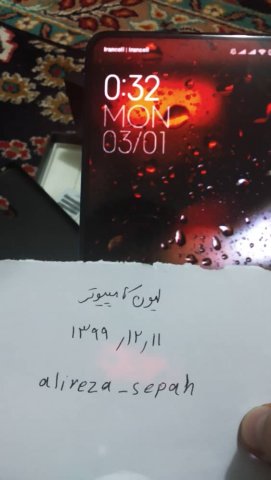 Irancell | Irancell
0:32
MON
03/01
لیون کامپیوتر
۱۳۹۹,۱۲,۱۱
alireza_sepah